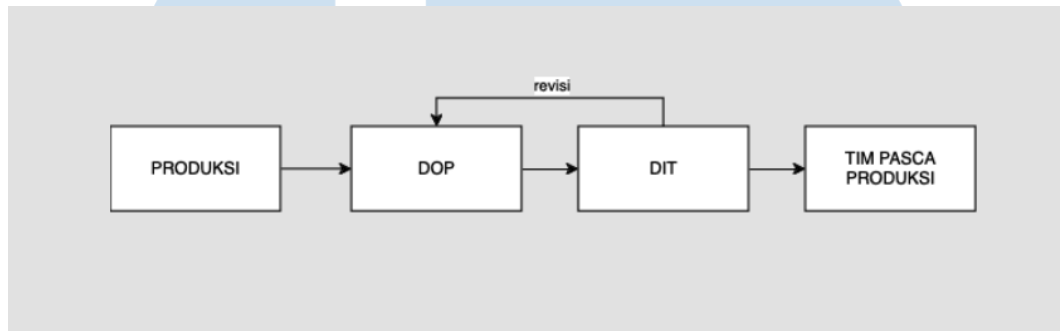 revisi
PRODUKSI
DOP
DIT
TIM PASCA
PRODUKSI